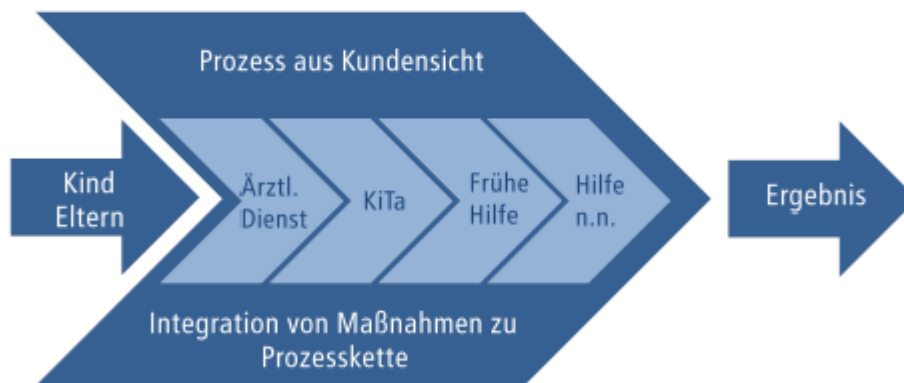 Prozess aus Kundensicht
Kind
Eltern
Ärztl.
Dienst
KiTa
Frühe
Hilfe
Hilfe
n.n.
Ergebnis
Integration von Maßnahmen zu
Prozesskette